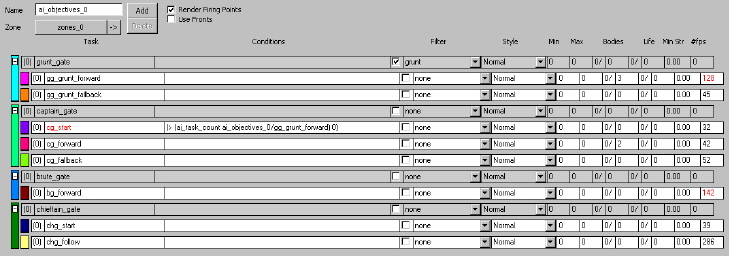 Name ai_objectives_0 Add Render Firing Points
Zone zones_0 -> Delete Use Fronts
Task Conditions Filter Style Min Max Bodies Life Min Str #fps
(0) grunt_gate grunt Normal 0 0 0/ 0 0/ 0 0.00 0
(0) gg_grunt_forward none Normal 0 0 0/ 3 0/ 0 0.00 128
(0) gg_grunt_fallback none Normal 0 0 0/ 0 0/ 0 0.00 45
(0) captain_gate none Normal 0 0 0/ 0 0/ 0 0.00 0
(0) cg_start (> (ai_task_count ai_objectives_0/gg_grunt_forward) 0) none Normal 0 0 0/ 0 0/ 0 0.00 32
(0) cg_forward none Normal 0 0 0/ 2 0/ 0 0.00 42
(0) cg_fallback none Normal 0 0 0/ 0 0/ 0 0.00 52
(0) brute_gate none Normal 0 0 0/ 0 0/ 0 0.00 0
(0) bg_forward none Normal 0 0 0/ 0 0/ 0 0.00 142
(0) chieftain_gate none Normal 0 0 0/ 0 0/ 0 0.00 0
(0) chg_start none Normal 0 0 0/ 0 0/ 0 0.00 39
(0) chg_follow none Normal 0 0 0/ 0 0/ 0 0.00 286